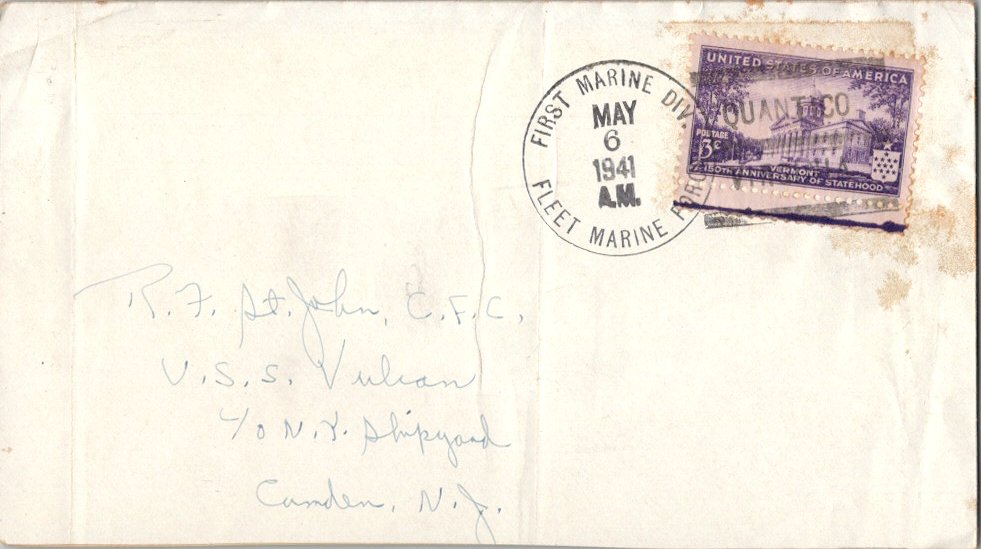 FIRST MARINE DIV.
FLEET MARINE FORCE
MAY
6
1941
A.M.
UNITED STATES OF AMERICA
QUANTICO
POSTAGE
3¢
VERMONT
150TH ANNIVERSARY OF STATEHOOD
R. F. St. John, C.F.C.
U.S.S. Vulcan
c/o N.Y. Shipyard
Camden, N.J.